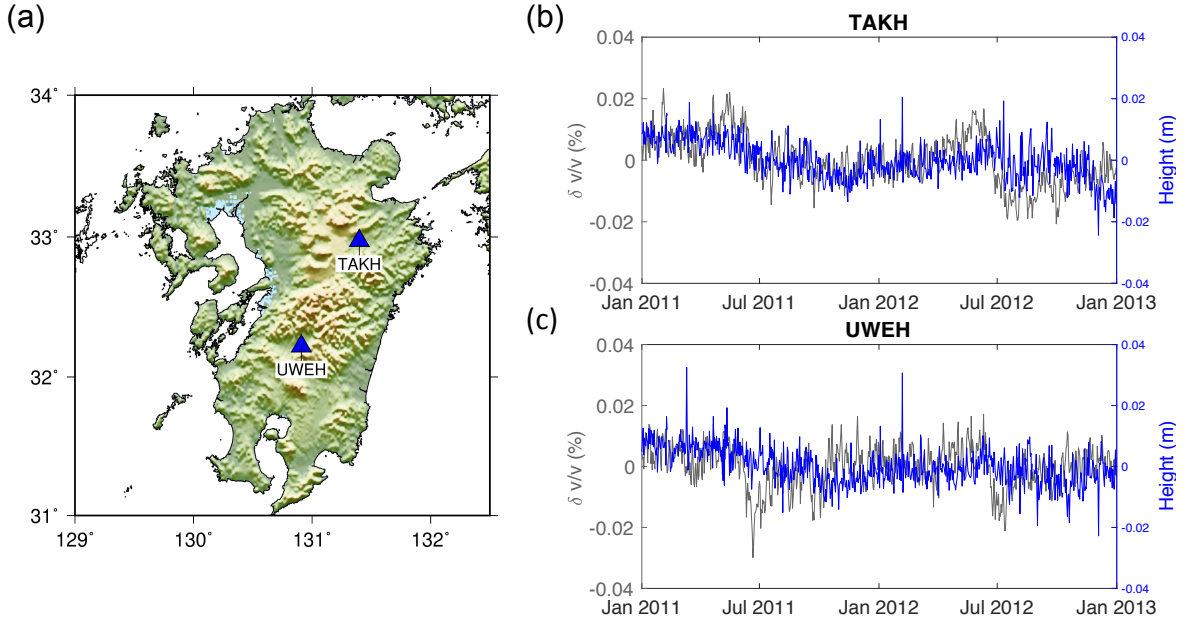 (a)
34°
33°
32°
31°
129°
130°
131°
132°
TAKH
UWEH
(b)
TAKH
0.04
0.02
0
-0.02
-0.04
δ v/v (%)
0.04
0.02
0
-0.02
-0.04
Height (m)
Jan 2011
Jul 2011
Jan 2012
Jul 2012
Jan 2013
(c)
UWEH
0.04
0.02
0
-0.02
-0.04
δ v/v (%)
0.04
0.02
0
-0.02
-0.04
Height (m)
Jan 2011
Jul 2011
Jan 2012
Jul 2012
Jan 2013